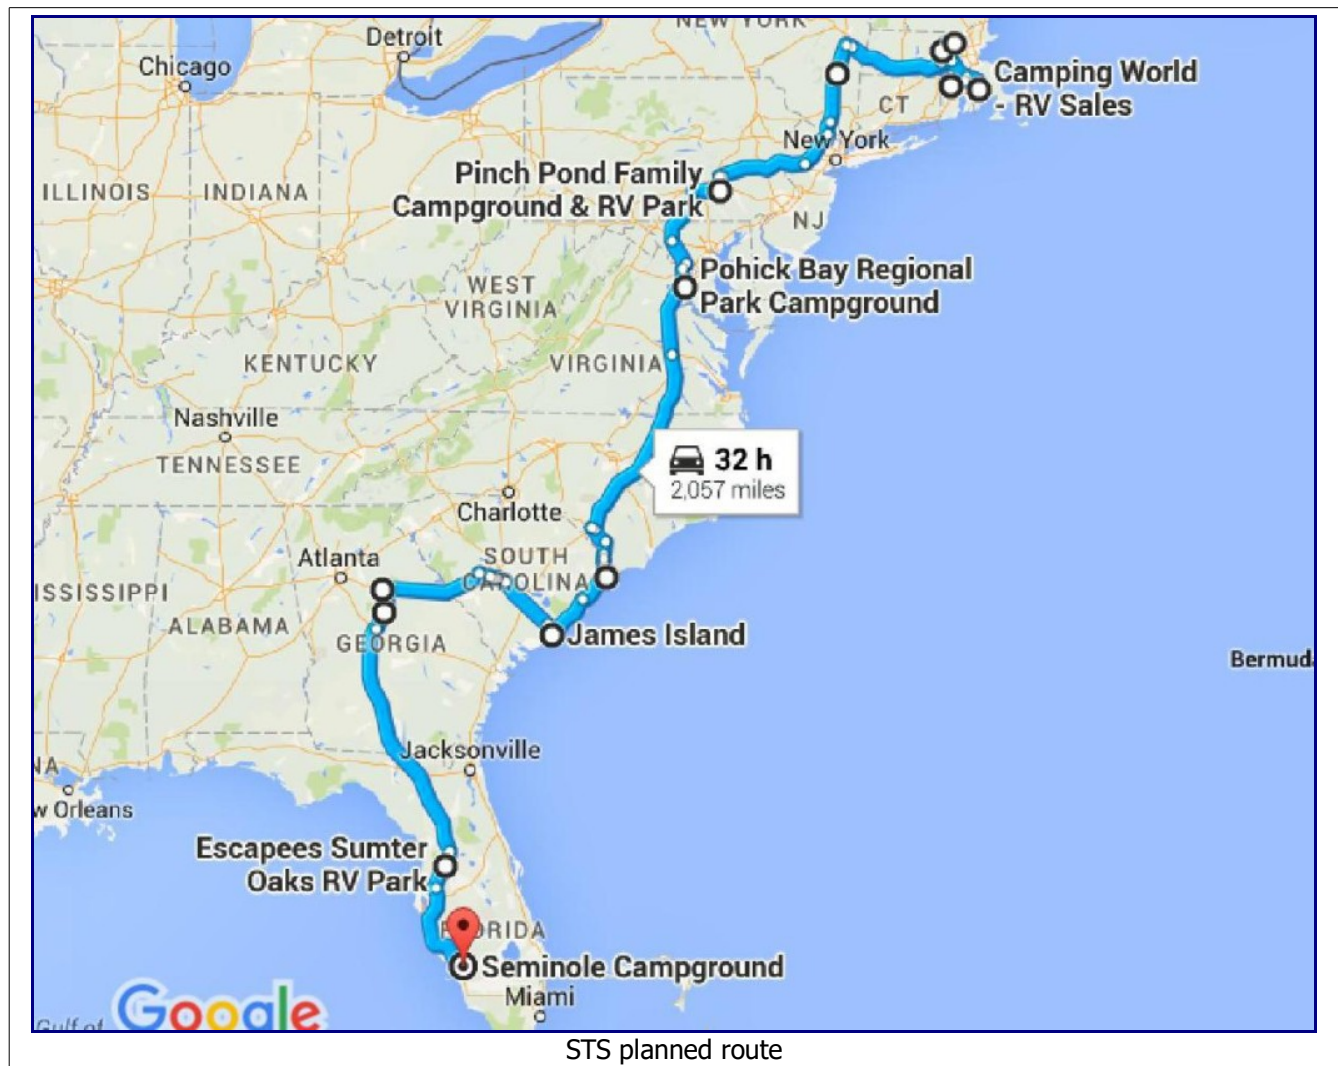 NEW YORK
Detroit
Chicago
Camping World
- RV Sales
CT
New York
Pinch Pond Family
Campground & RV Park
ILLINOIS
INDIANA
NJ
Pohick Bay Regional
Park Campground
WEST
VIRGINIA
KENTUCKY
VIRGINIA
Nashville
TENNESSEE
32 h
2,057 miles
Charlotte
Atlanta
SOUTH
CAROLINA
ISSISSIPPI
ALABAMA
GEORGIA
James Island
Bermud
Jacksonville
NA
w Orleans
Escapees Sumter
Oaks RV Park
FLORIDA
Seminole Campground
Miami
Google
Gulf of
STS planned route